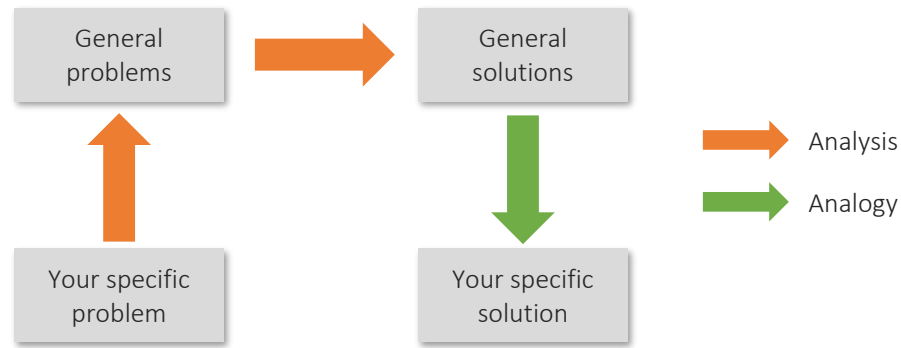 General
problems
General
solutions
Analysis
Analogy
Your specific
problem
Your specific
solution